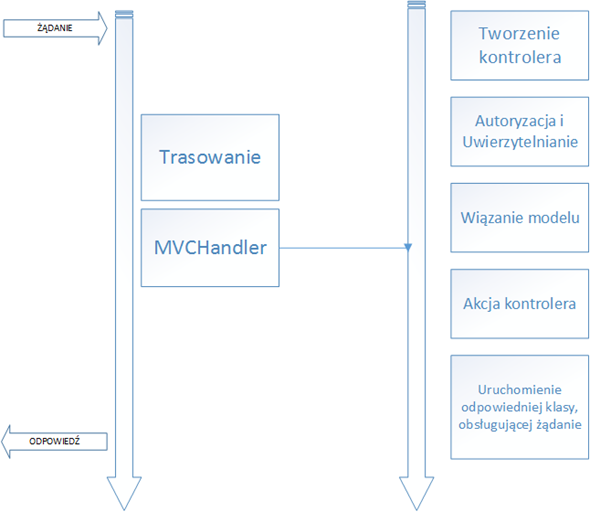 ŻĄDANIE
Trasowanie
MVCHandler
ODPOWIEDŹ
Tworzenie
kontrolera
Autoryzacja i
Uwierzytelnianie
Wiązanie modelu
Akcja kontrolera
Uruchomienie
odpowiedniej klasy,
obsługującej żądanie